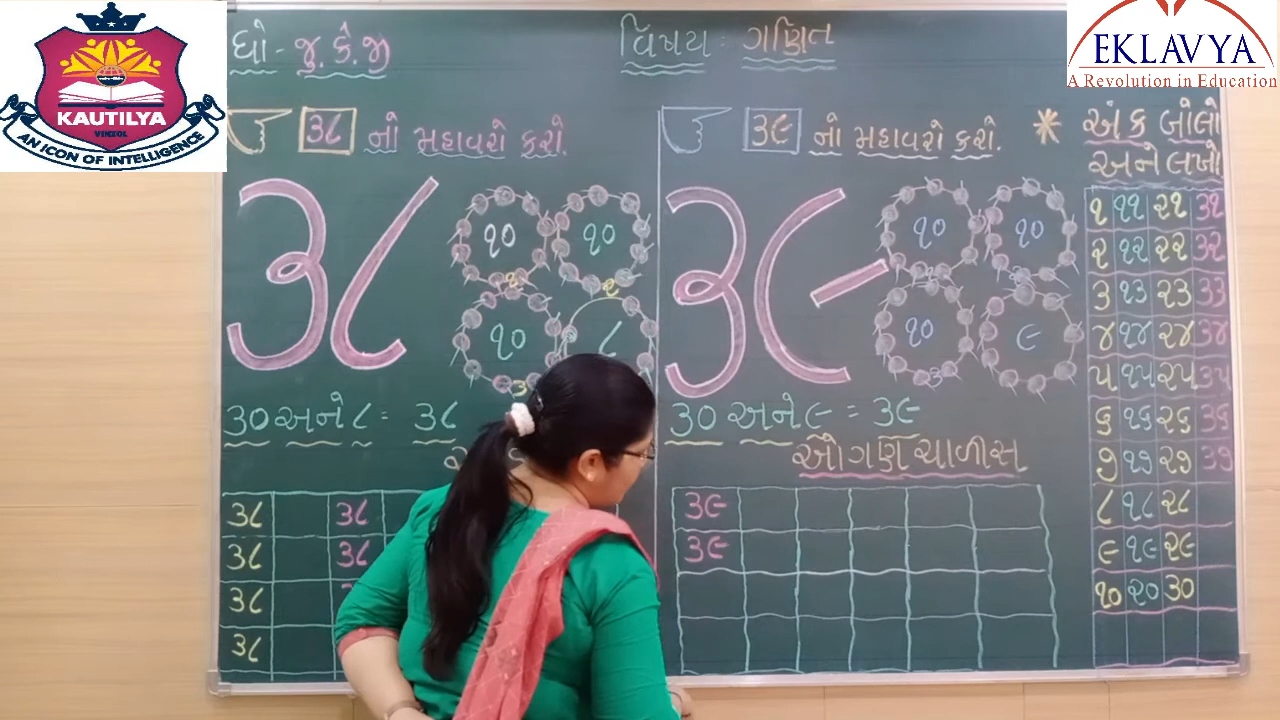 KAUTILYA
VINZOL
AN ICON OF INTELLIGENCE
EKLAVYA
A Revolution in Education
ધો - જુ. કે. જી
વિષય : ગણિત
૩૮ નો મહાવરો કરો.
૩૮
૧૦ ૧૦
૧ ૨
૧૦ ૮
૩
૩૦ અને ૮ = ૩૮
૩૮ ૩૮
૩૮ ૩૮
૩૮
૩૮
૩૯ નો મહાવરો કરો.
૩૯
૧૦ ૧૦
૧૦ ૯
૩૦ અને ૯ = ૩૯
ઓગણચાળીસ
૩૯
૩૯
* અંક બોલો
અને લખો
૧ ૧૧ ૨૧ ૩૧
૨ ૧૨ ૨૨ ૩૨
૩ ૧૩ ૨૩ ૩૩
૪ ૧૪ ૨૪ ૩૪
૫ ૧૫ ૨૫ ૩૫
૬ ૧૬ ૨૬ ૩૬
૭ ૧૭ ૨૭ ૩૭
૮ ૧૮ ૨૮
૯ ૧૯ ૨૯
૧૦ ૨૦ ૩૦